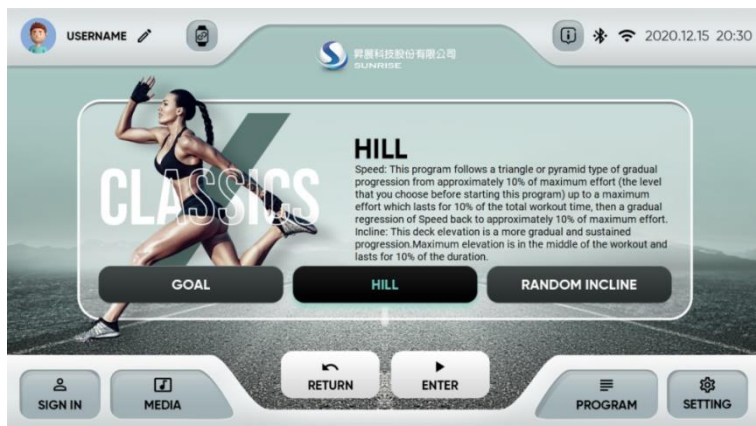 USERNAME
2020.12.15 20:30
昇展科技股份有限公司
SUNRISE
CLASSICS
X
HILL
Speed: This program follows a triangle or pyramid type of gradual
progression from approximately 10% of maximum effort (the level
that you choose before starting this program) up to a maximum
effort which lasts for 10% of the total workout time, then a gradual
regression of Speed back to approximately 10% of maximum effort.
Incline: This deck elevation is a more gradual and sustained
progression.Maximum elevation is in the middle of the workout and
lasts for 10% of the duration.
GOAL
HILL
RANDOM INCLINE
RETURN
ENTER
SIGN IN
MEDIA
PROGRAM
SETTING